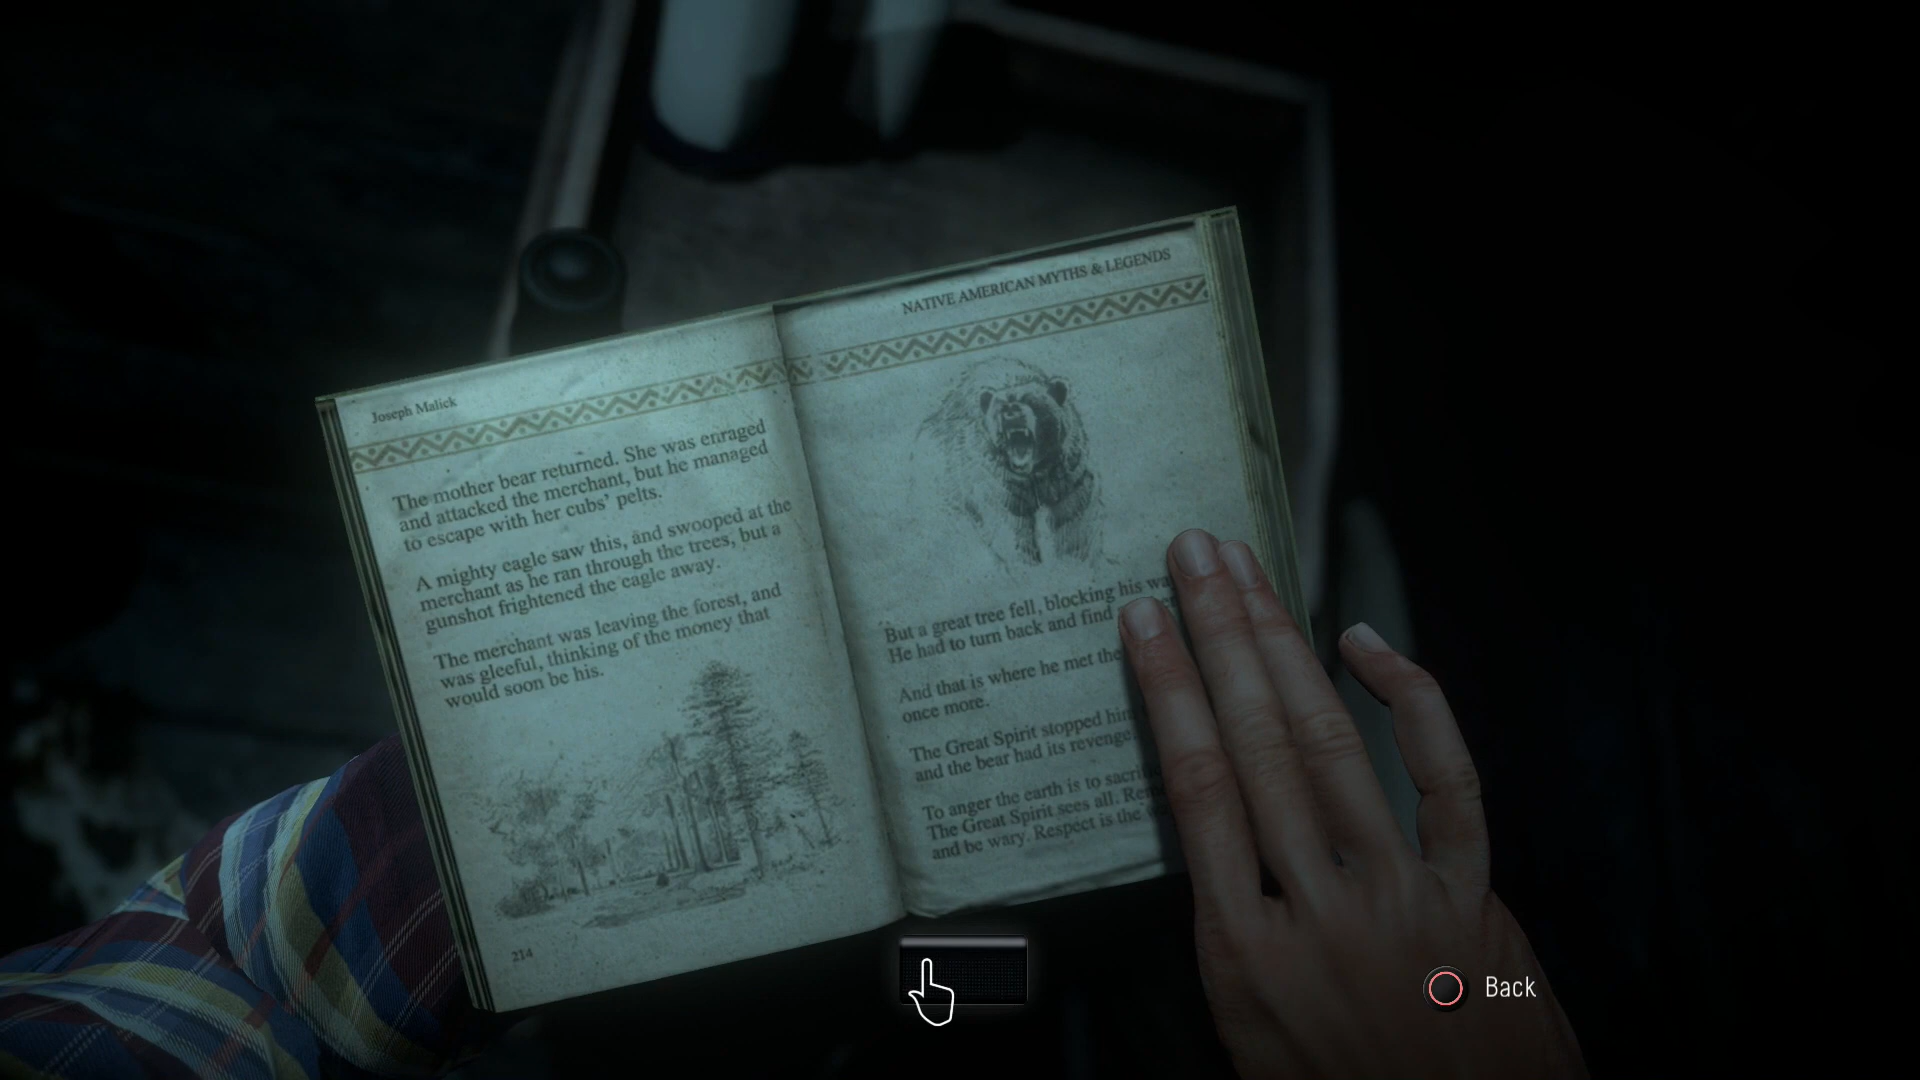 Joseph Malick
The mother bear returned. She was enraged
and attacked the merchant, but he managed
to escape with her cubs' pelts.
A mighty eagle saw this, and swooped at the
merchant as he ran through the trees, but a
gunshot frightened the eagle away.
The merchant was leaving the forest, and
was gleeful, thinking of the money that
would soon be his.
214
NATIVE AMERICAN MYTHS & LEGENDS
But a great tree fell, blocking his
He had to turn back and find
And that is where he met the
once more.
The Great Spirit stopped him
and the bear had its revenge.
To anger the earth is to
The Great Spirit sees all.
and be wary. Respect is the
Back